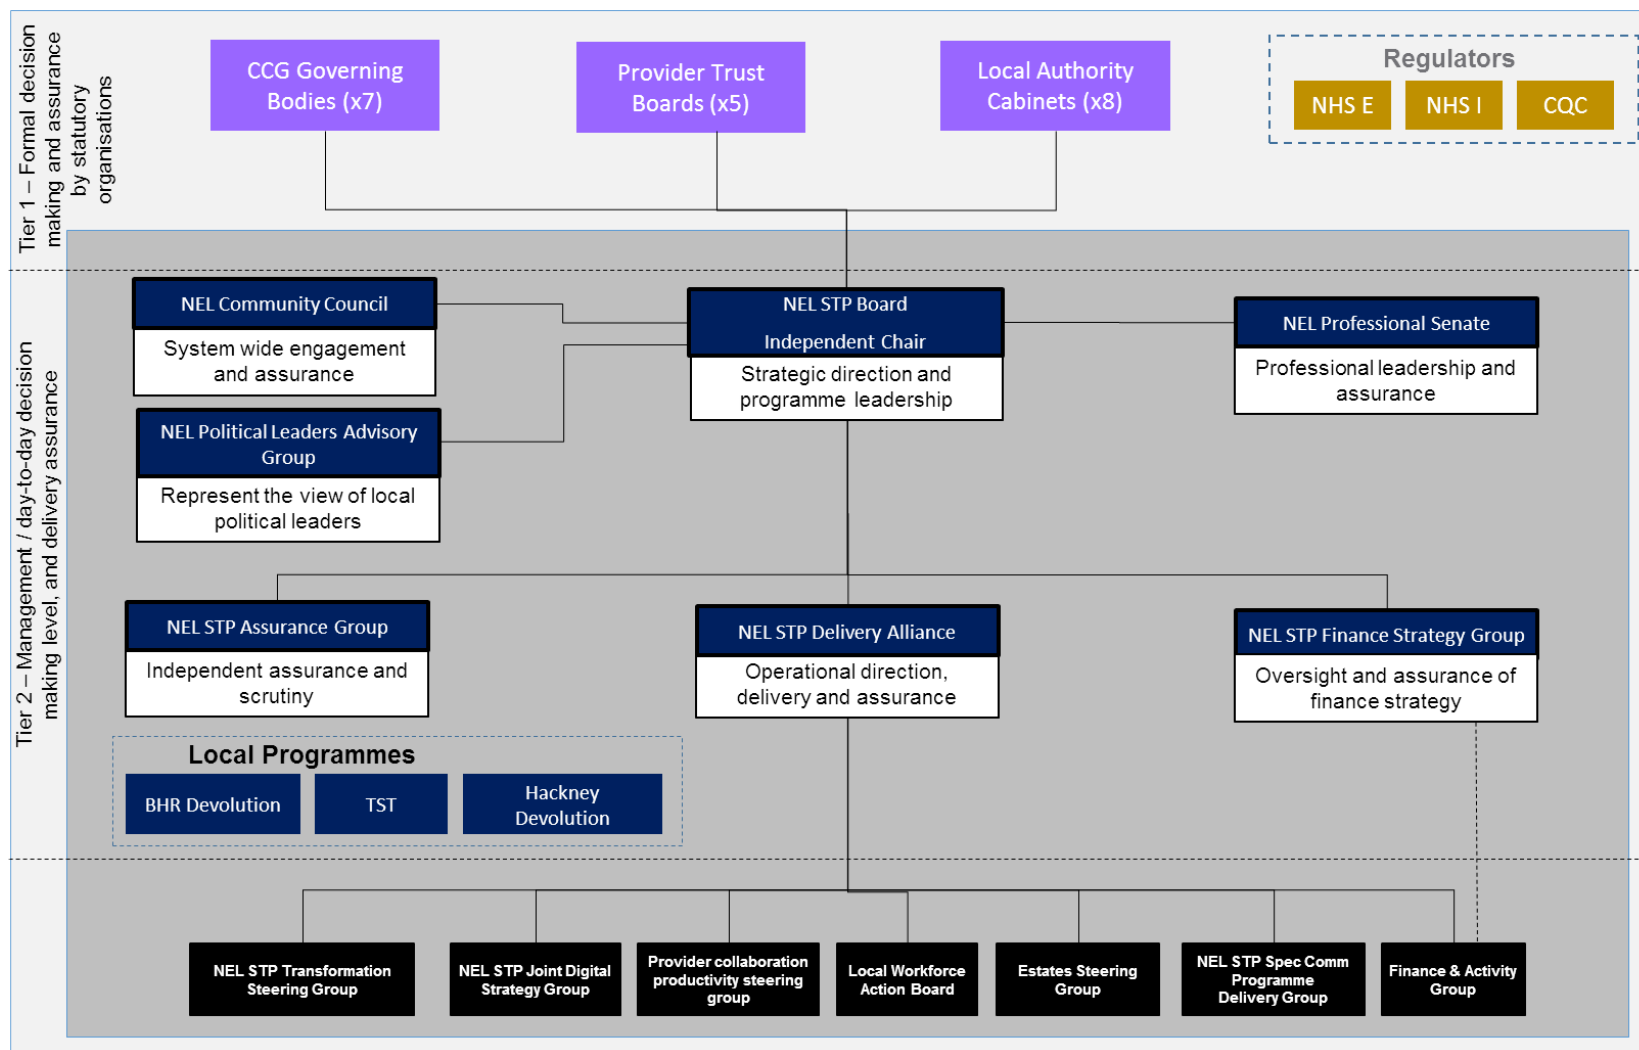 Tier 1 – Formal decision
making and assurance
by statutory
organisations
CCG Governing
Bodies (x7)
Provider Trust
Boards (x5)
Local Authority
Cabinets (x8)
Regulators
NHS E
NHS I
CQC
Tier 2 – Management / day-to-day decision
making level, and delivery assurance
NEL Community Council
System wide engagement
and assurance
NEL STP Board
Independent Chair
Strategic direction and
programme leadership
NEL Professional Senate
Professional leadership and
assurance
NEL Political Leaders Advisory
Group
Represent the view of local
political leaders
NEL STP Assurance Group
Independent assurance and
scrutiny
NEL STP Delivery Alliance
Operational direction,
delivery and assurance
NEL STP Finance Strategy Group
Oversight and assurance of
finance strategy
Local Programmes
BHR Devolution
TST
Hackney
Devolution
NEL STP Transformation
Steering Group
NEL STP Joint Digital
Strategy Group
Provider collaboration
productivity steering
group
Local Workforce
Action Board
Estates Steering
Group
NEL STP Spec Comm
Programme
Delivery Group
Finance & Activity
Group